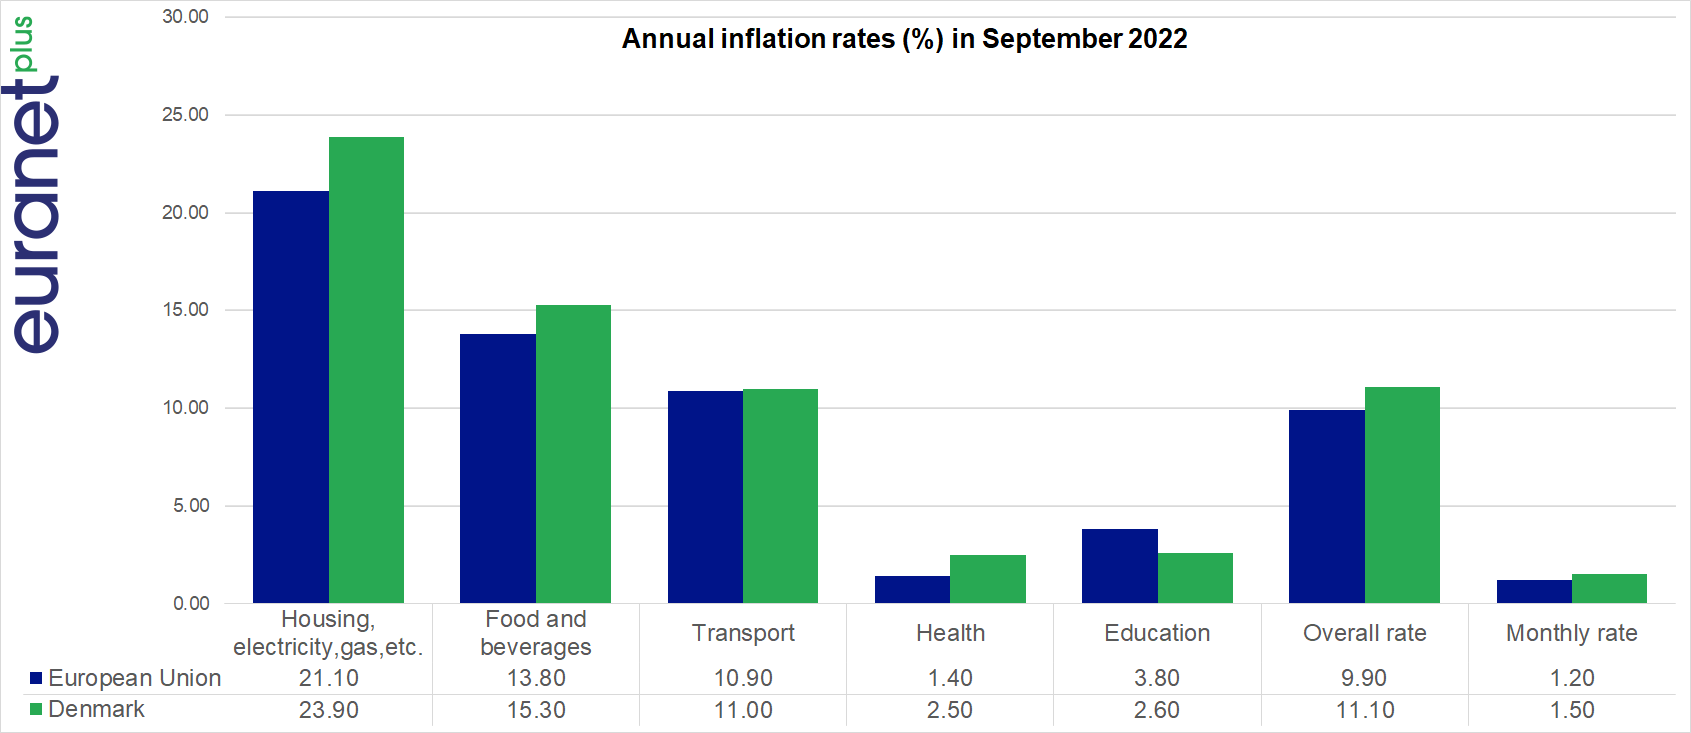 euranet plus
Annual inflation rates (%) in September 2022
30.00
25.00
20.00
15.00
10.00
5.00
0.00
Housing, electricity,gas,etc. Food and beverages Transport Health Education Overall rate Monthly rate
European Union 21.10 13.80 10.90 1.40 3.80 9.90 1.20
Denmark 23.90 15.30 11.00 2.50 2.60 11.10 1.50